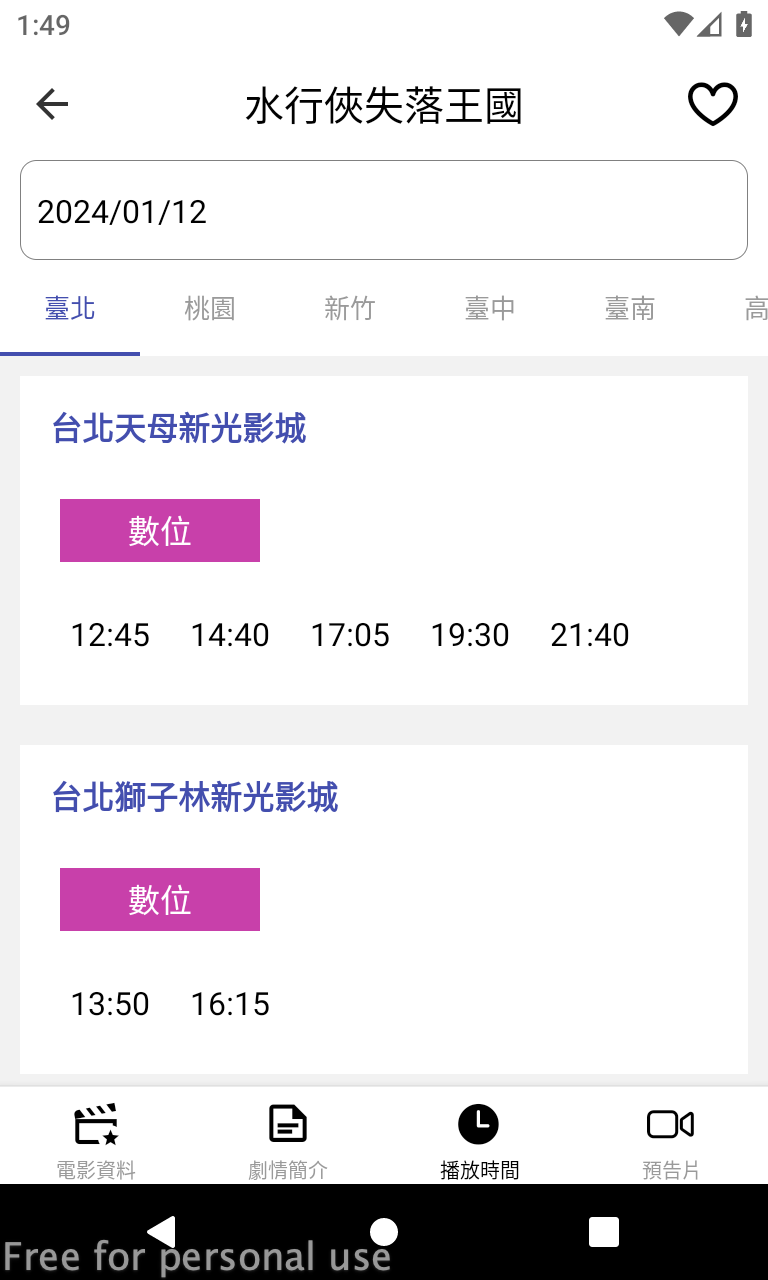 1:49
水行俠失落王國
2024/01/12
臺北 桃園 新竹 臺中 臺南 高
台北天母新光影城
數位
12:45 14:40 17:05 19:30 21:40
台北獅子林新光影城
數位
13:50 16:15
電影資料 劇情簡介 播放時間 預告片
Free for personal use